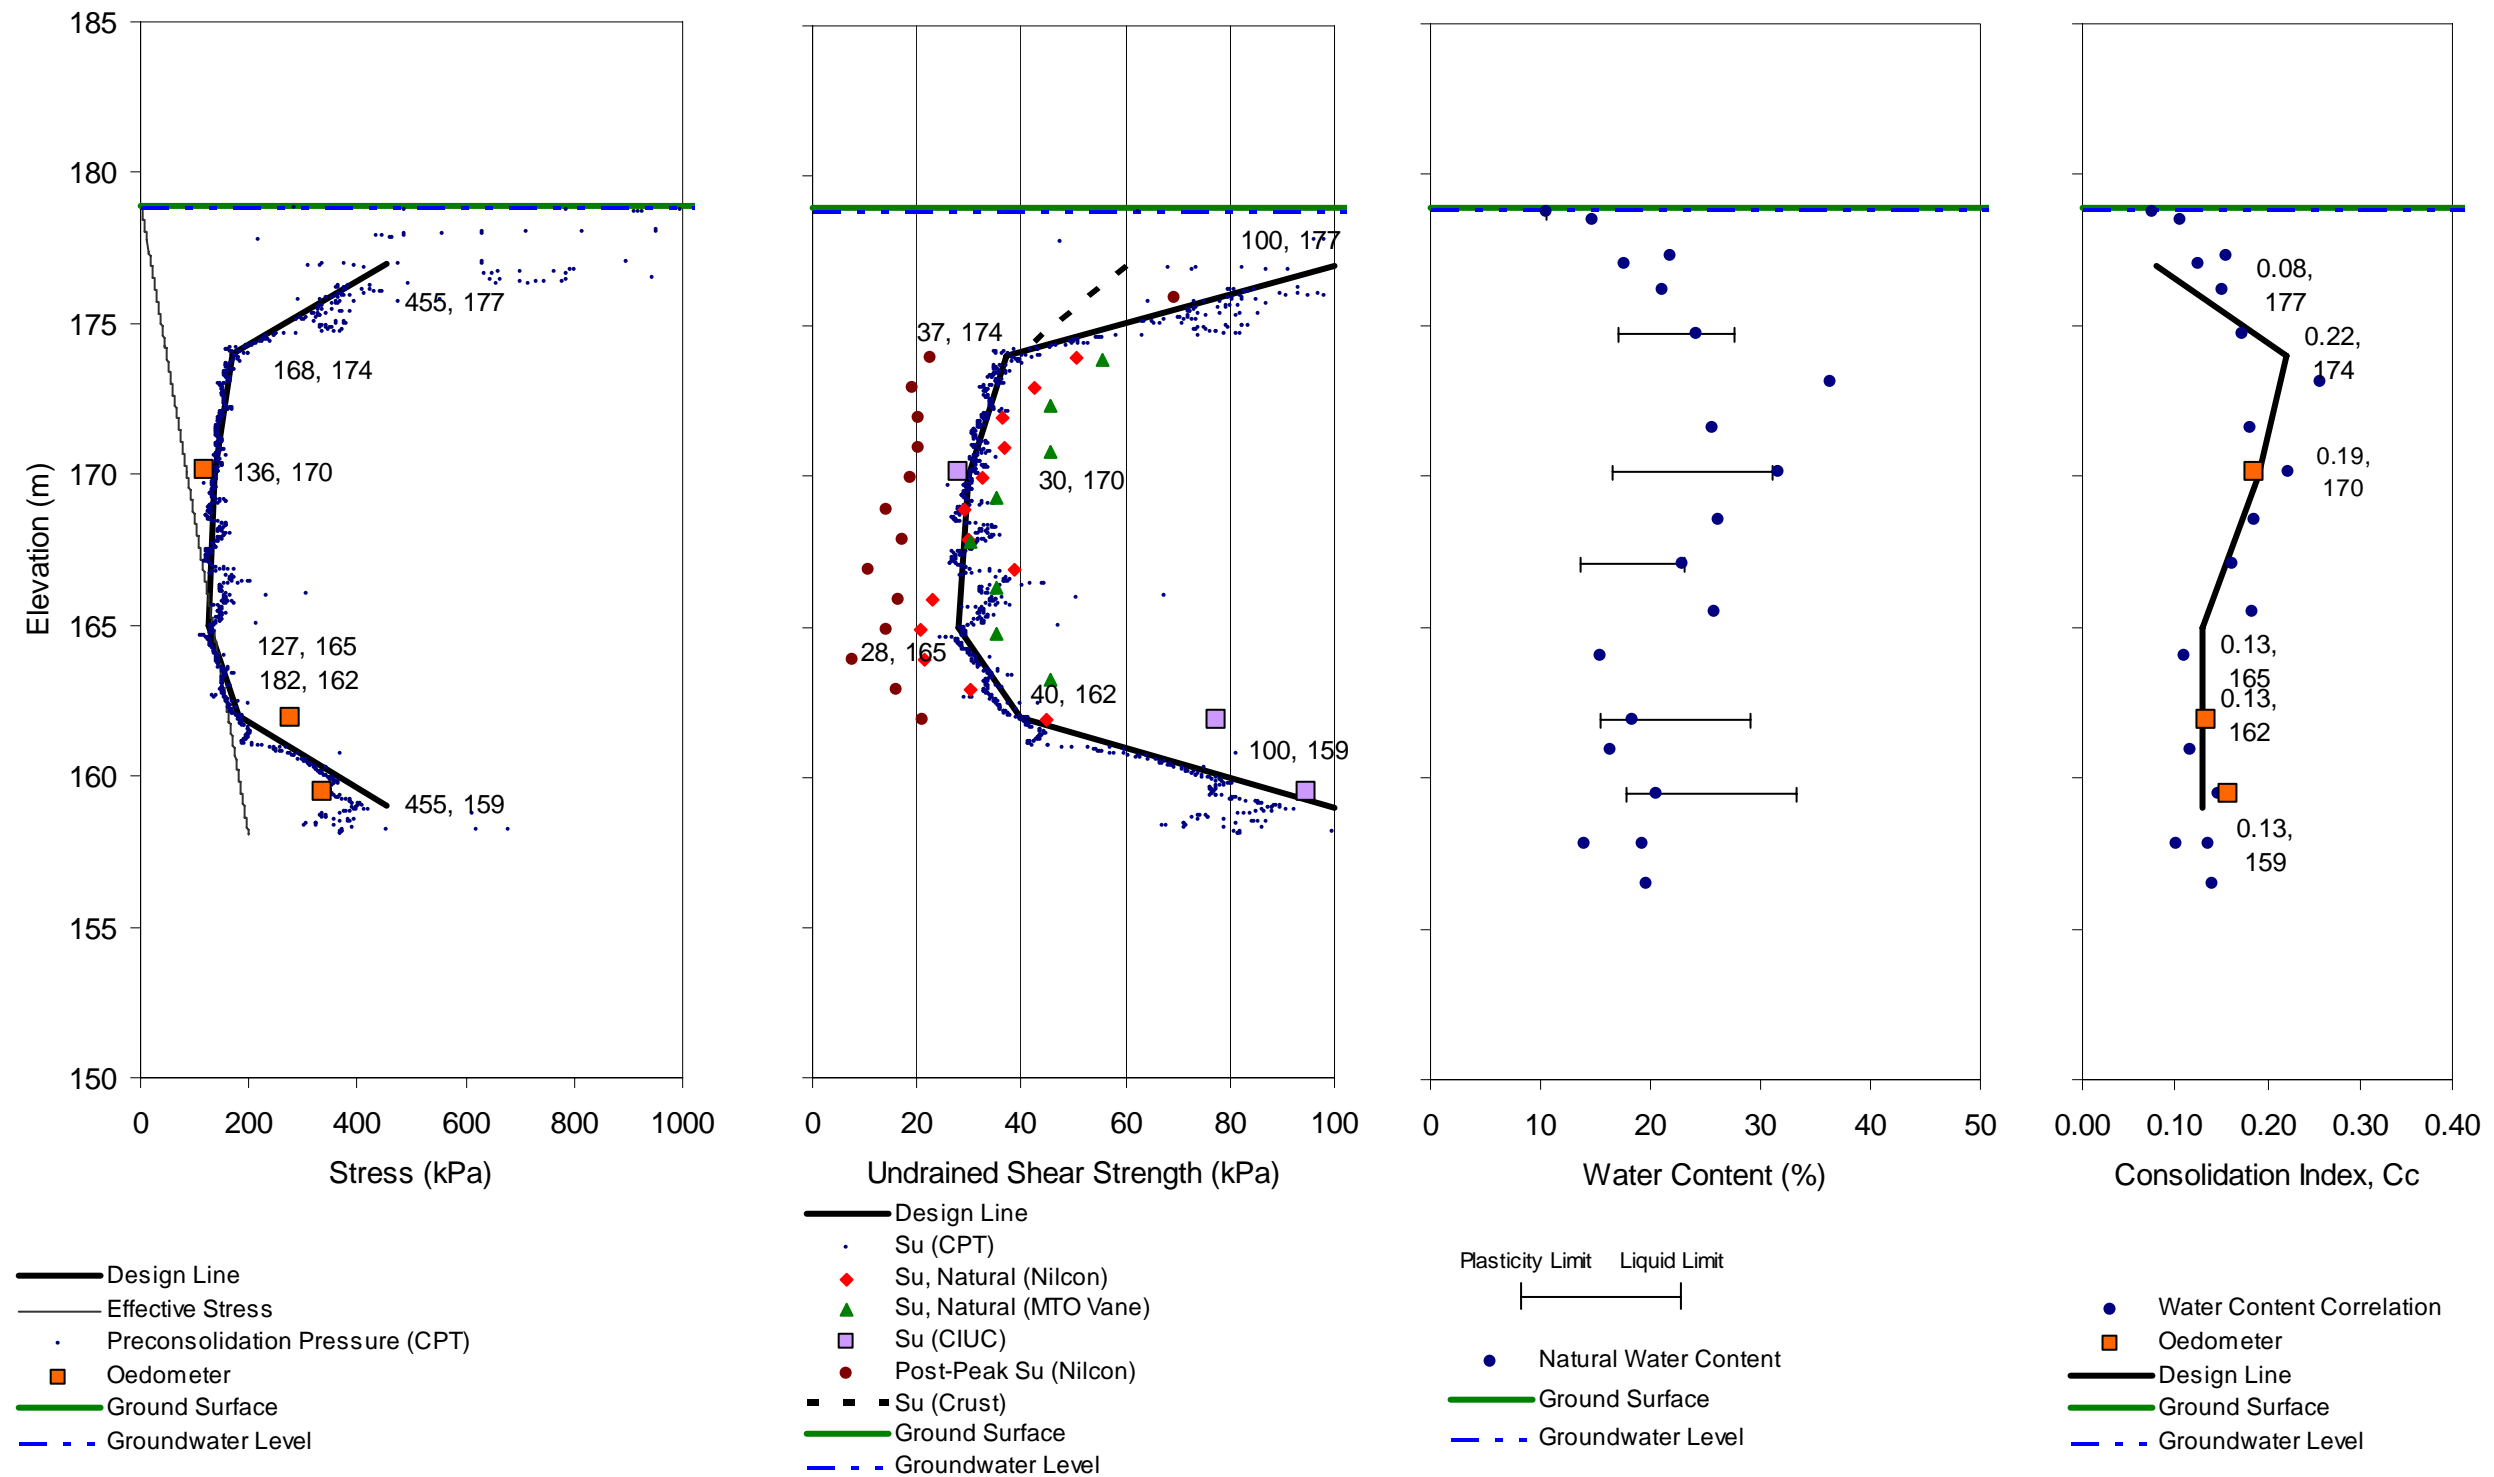 185
180
175
170
165
160
155
150
Elevation (m)
455, 177
168, 174
136, 170
127, 165
182, 162
455, 159
0 200 400 600 800 1000
Stress (kPa)
Design Line
Effective Stress
Preconsolidation Pressure (CPT)
Oedometer
Ground Surface
Groundwater Level
100, 177
37, 174
30, 170
28, 165
40, 162
100, 159
0 20 40 60 80 100
Undrained Shear Strength (kPa)
Design Line
Su (CPT)
Su, Natural (Nilcon)
Su, Natural (MTO Vane)
Su (CIUC)
Post-Peak Su (Nilcon)
Su (Crust)
Ground Surface
Groundwater Level
0 10 20 30 40 50
Water Content (%)
Plasticity Limit Liquid Limit
Natural Water Content
Ground Surface
Groundwater Level
0.08,
177
0.22,
174
0.19,
170
0.13,
165
0.13,
162
0.13,
159
0.00 0.10 0.20 0.30 0.40
Consolidation Index, Cc
Water Content Correlation
Oedometer
Design Line
Ground Surface
Groundwater Level